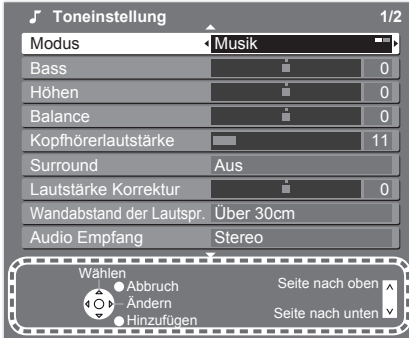 Toneinstellung 1/2
Modus Musik
Bass 0
Höhen 0
Balance 0
Kopfhörerlautstärke 11
Surround Aus
Lautstärke Korrektur 0
Wandabstand der Lautspr. Über 30cm
Audio Empfang Stereo
Wählen
Abbruch
Ändern
Hinzufügen
Seite nach oben
Seite nach unten